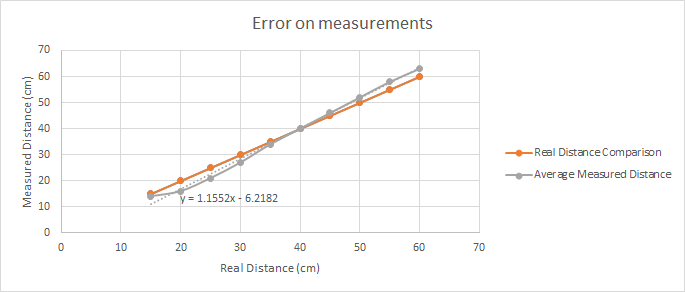 Error on measurements
70
60
50
40
30
20
10
0
Measured Distance (cm)
y = 1.1552x - 6.2182
0 10 20 30 40 50 60 70
Real Distance (cm)
Real Distance Comparison
Average Measured Distance